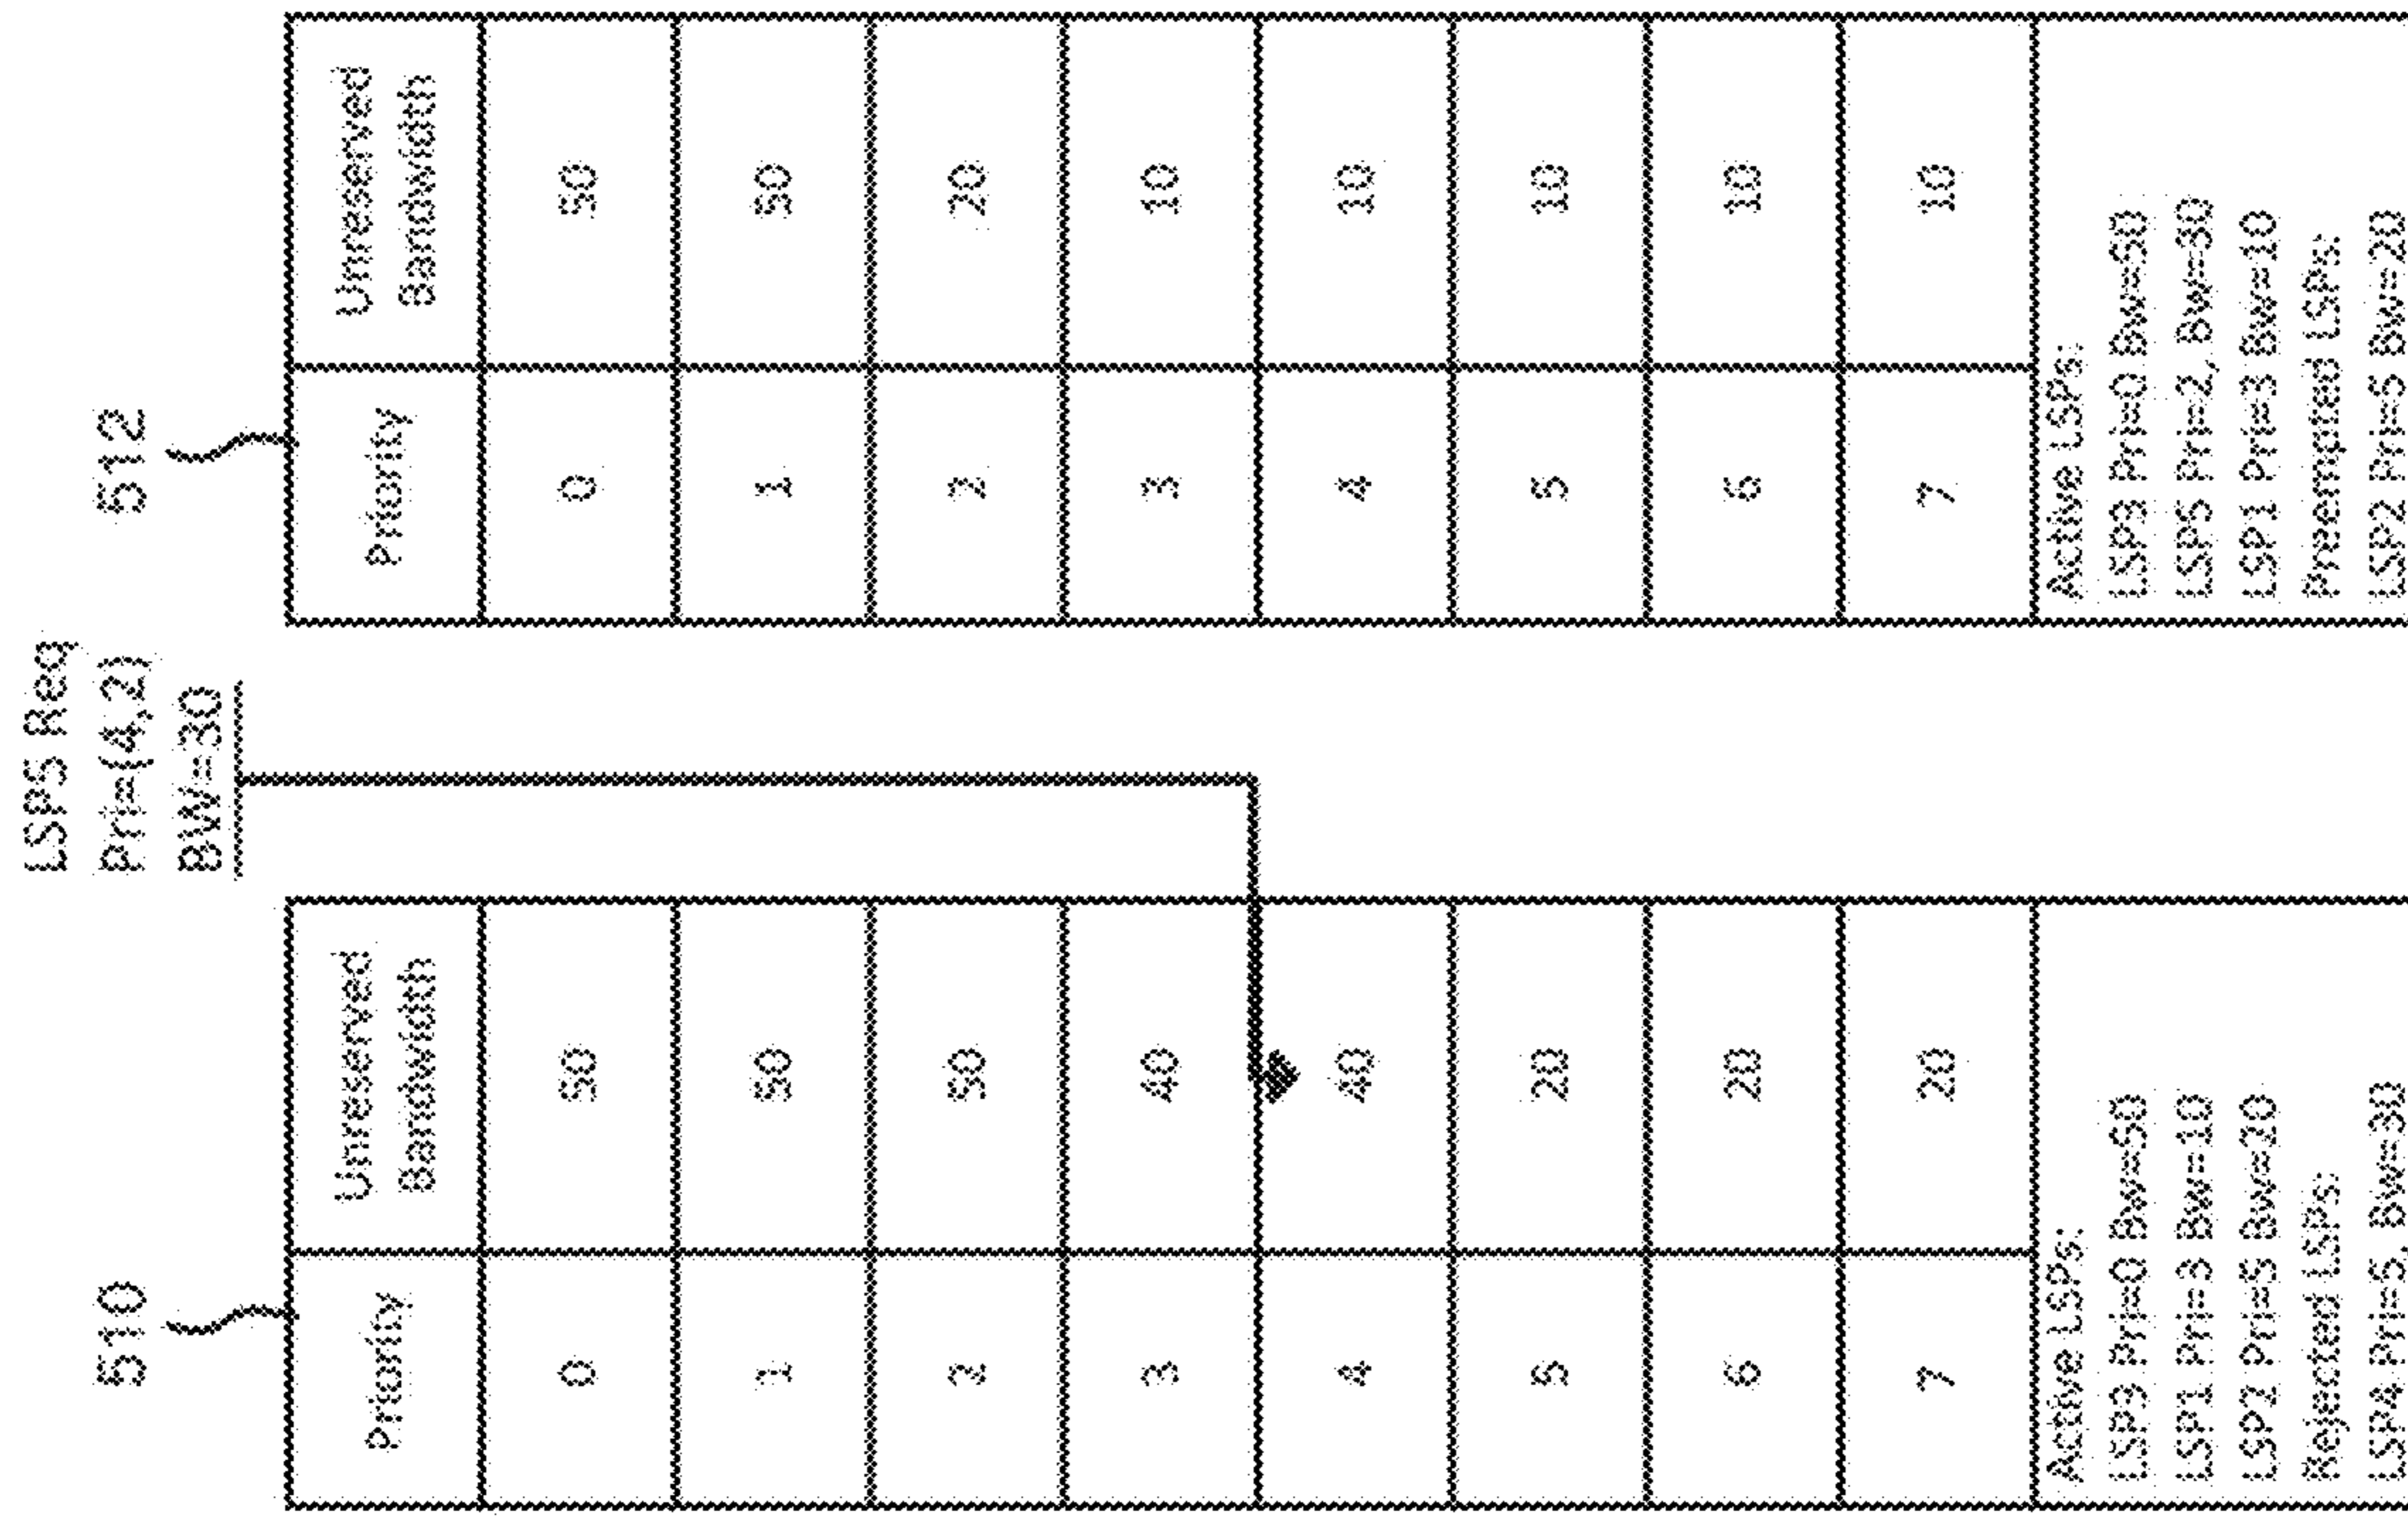 LSP5 Req
Pri=(4,2)
BW=30
510
Priority Unreserved Bandwidth
0 50
1 50
2 50
3 40
4 40
5 20
6 20
7 20
Active LSPs:
LSP3 Pri=0 Bw=50
LSP1 Pri=3 Bw=10
LSP2 Pri=5 Bw=20
Rejected LSPs:
LSP4 Pri=5 Bw=30
512
Priority Unreserved Bandwidth
0 50
1 50
2 20
3 10
4 10
5 10
6 10
7 10
Active LSPs:
LSP3 Pri=0 Bw=50
LSP5 Pri=2, Bw=30
LSP1 Pri=3 Bw=10
Preempted LSPs:
LSP2 Pri=5 Bw=20